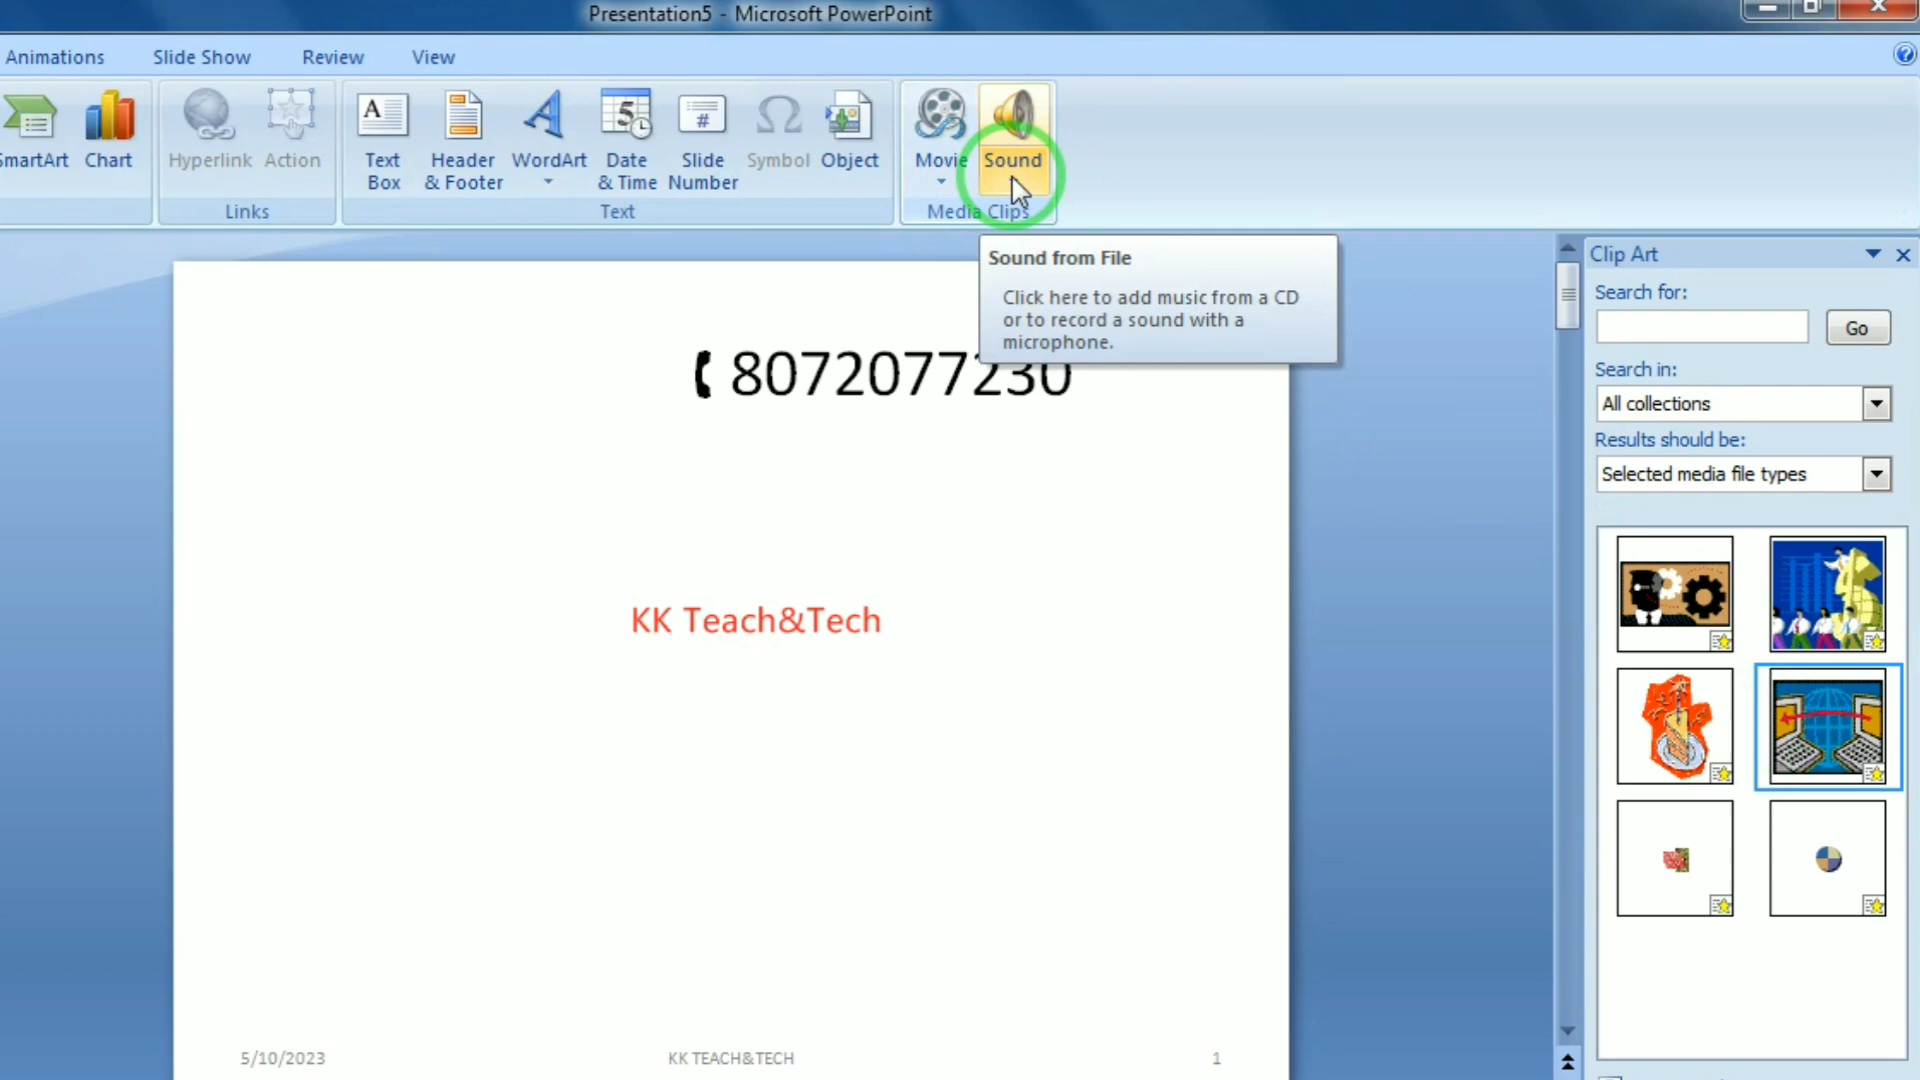 Presentation5 - Microsoft PowerPoint
Animations Slide Show Review View
SmartArt Chart Hyperlink Action Text Box Header & Footer WordArt Date & Time Slide Number Symbol Object Movie Sound
Links Text Media Clips
Sound from File
Click here to add music from a CD
or to record a sound with a
microphone.
8072077230
KK Teach&Tech
5/10/2023 KK TEACH&TECH 1
Clip Art
Search for:
Go
Search in:
All collections
Results should be:
Selected media file types